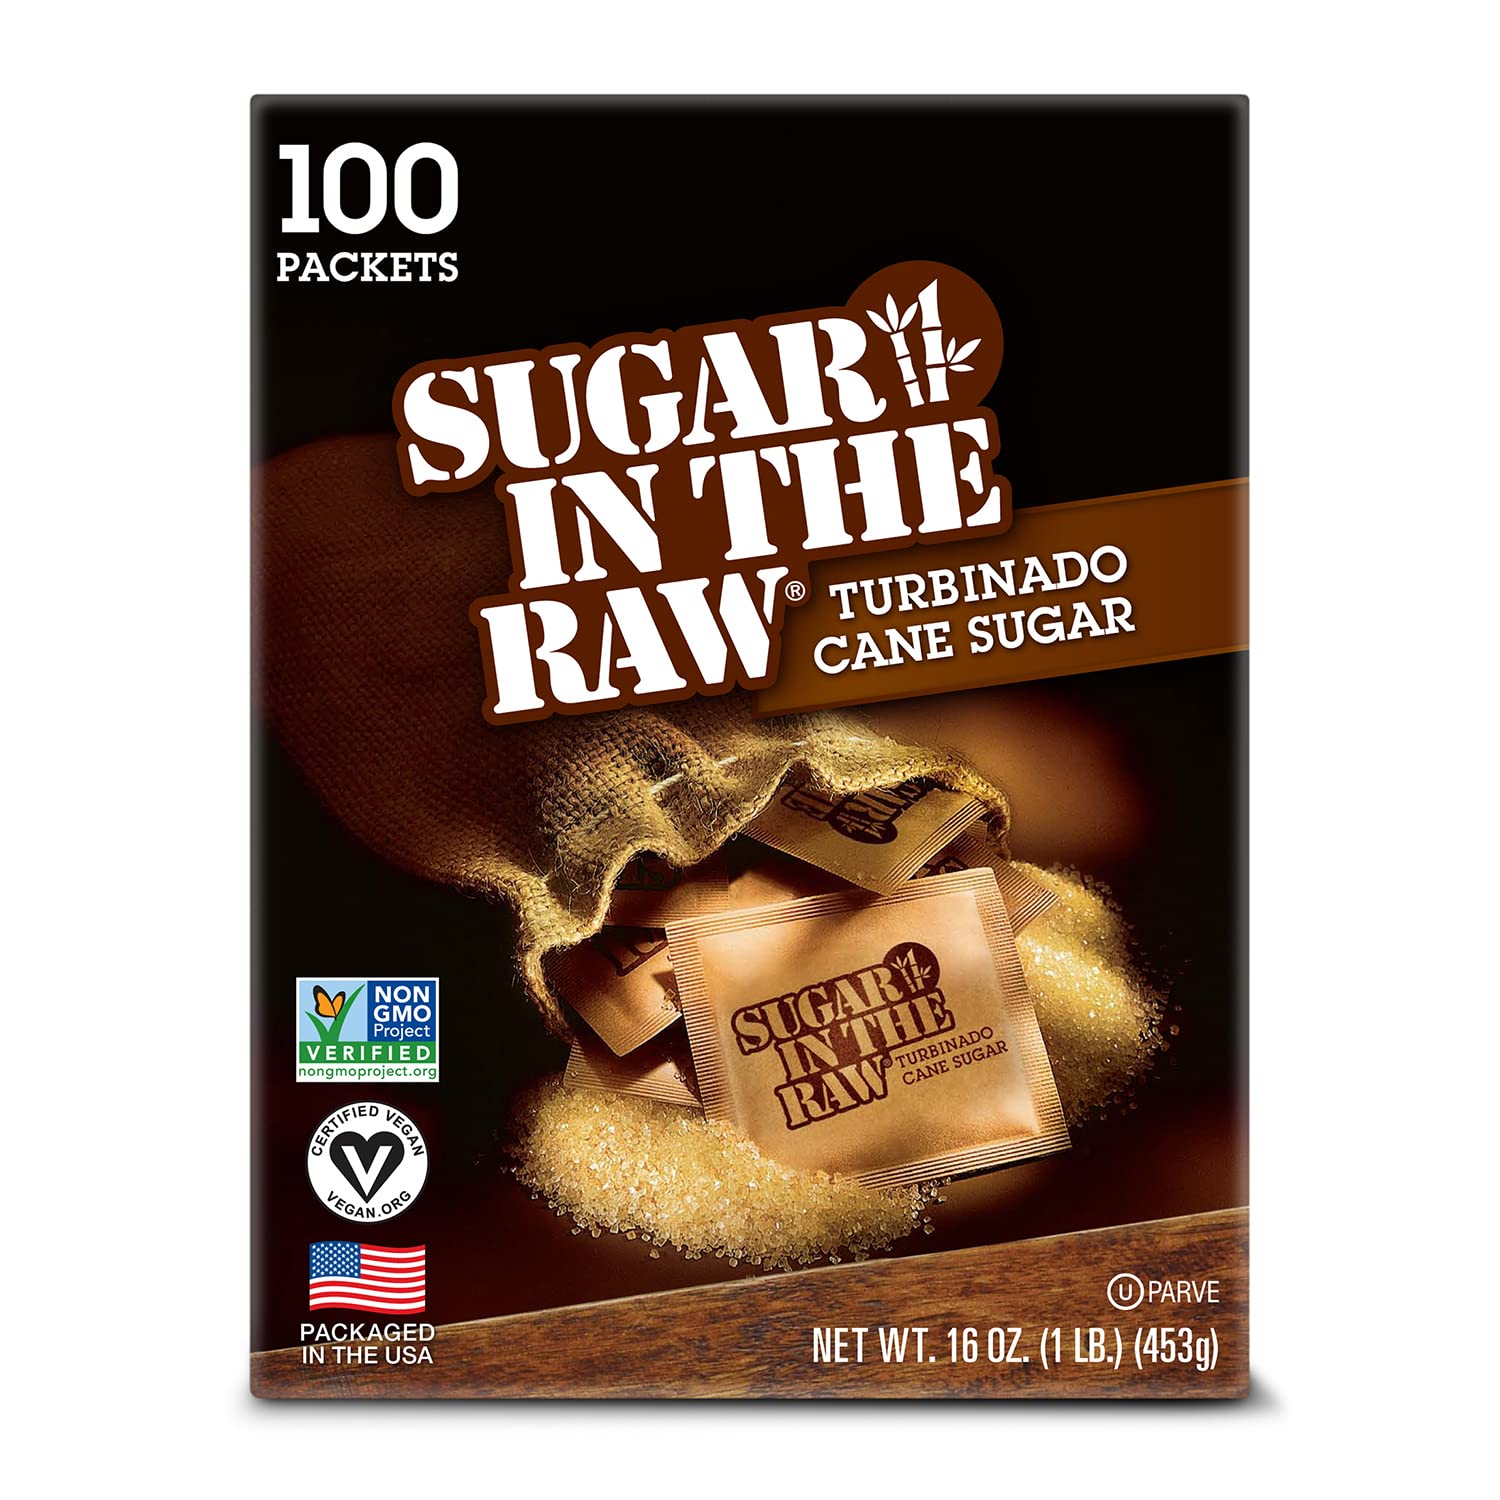 100
PACKETS
SUGAR
IN THE
RAW®
TURBINADO
CANE SUGAR
SUGAR
IN THE
RAW®
TURBINADO
CANE SUGAR
NON
GMO
Project
VERIFIED
nongmoproject.org
CERTIFIED VEGAN
V
VEGAN.ORG
PACKAGED
IN THE USA
U PARVE
NET WT. 16 OZ. (1 LB.) (453g)